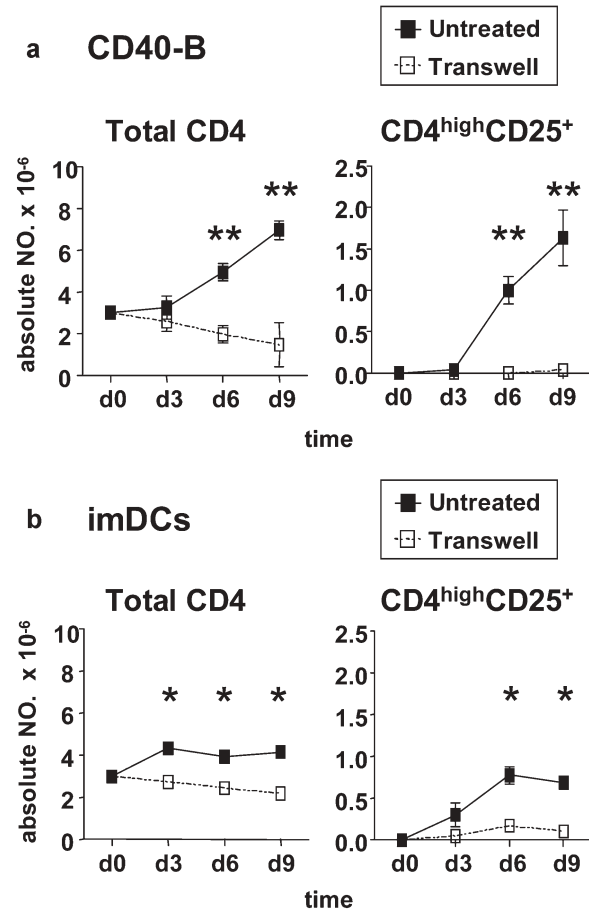 a CD40-B
Untreated
Transwell
Total CD4
CD4highCD25+
absolute NO. x 10-6
10
8
6
4
2
0
**
**
d0 d3 d6 d9
2.5
2.0
1.5
1.0
0.5
0.0
**
**
d0 d3 d6 d9
time
b imDCs
Untreated
Transwell
Total CD4
CD4highCD25+
absolute NO. x 10-6
10
8
6
4
2
0
* * *
d0 d3 d6 d9
2.5
2.0
1.5
1.0
0.5
0.0
* *
d0 d3 d6 d9
time